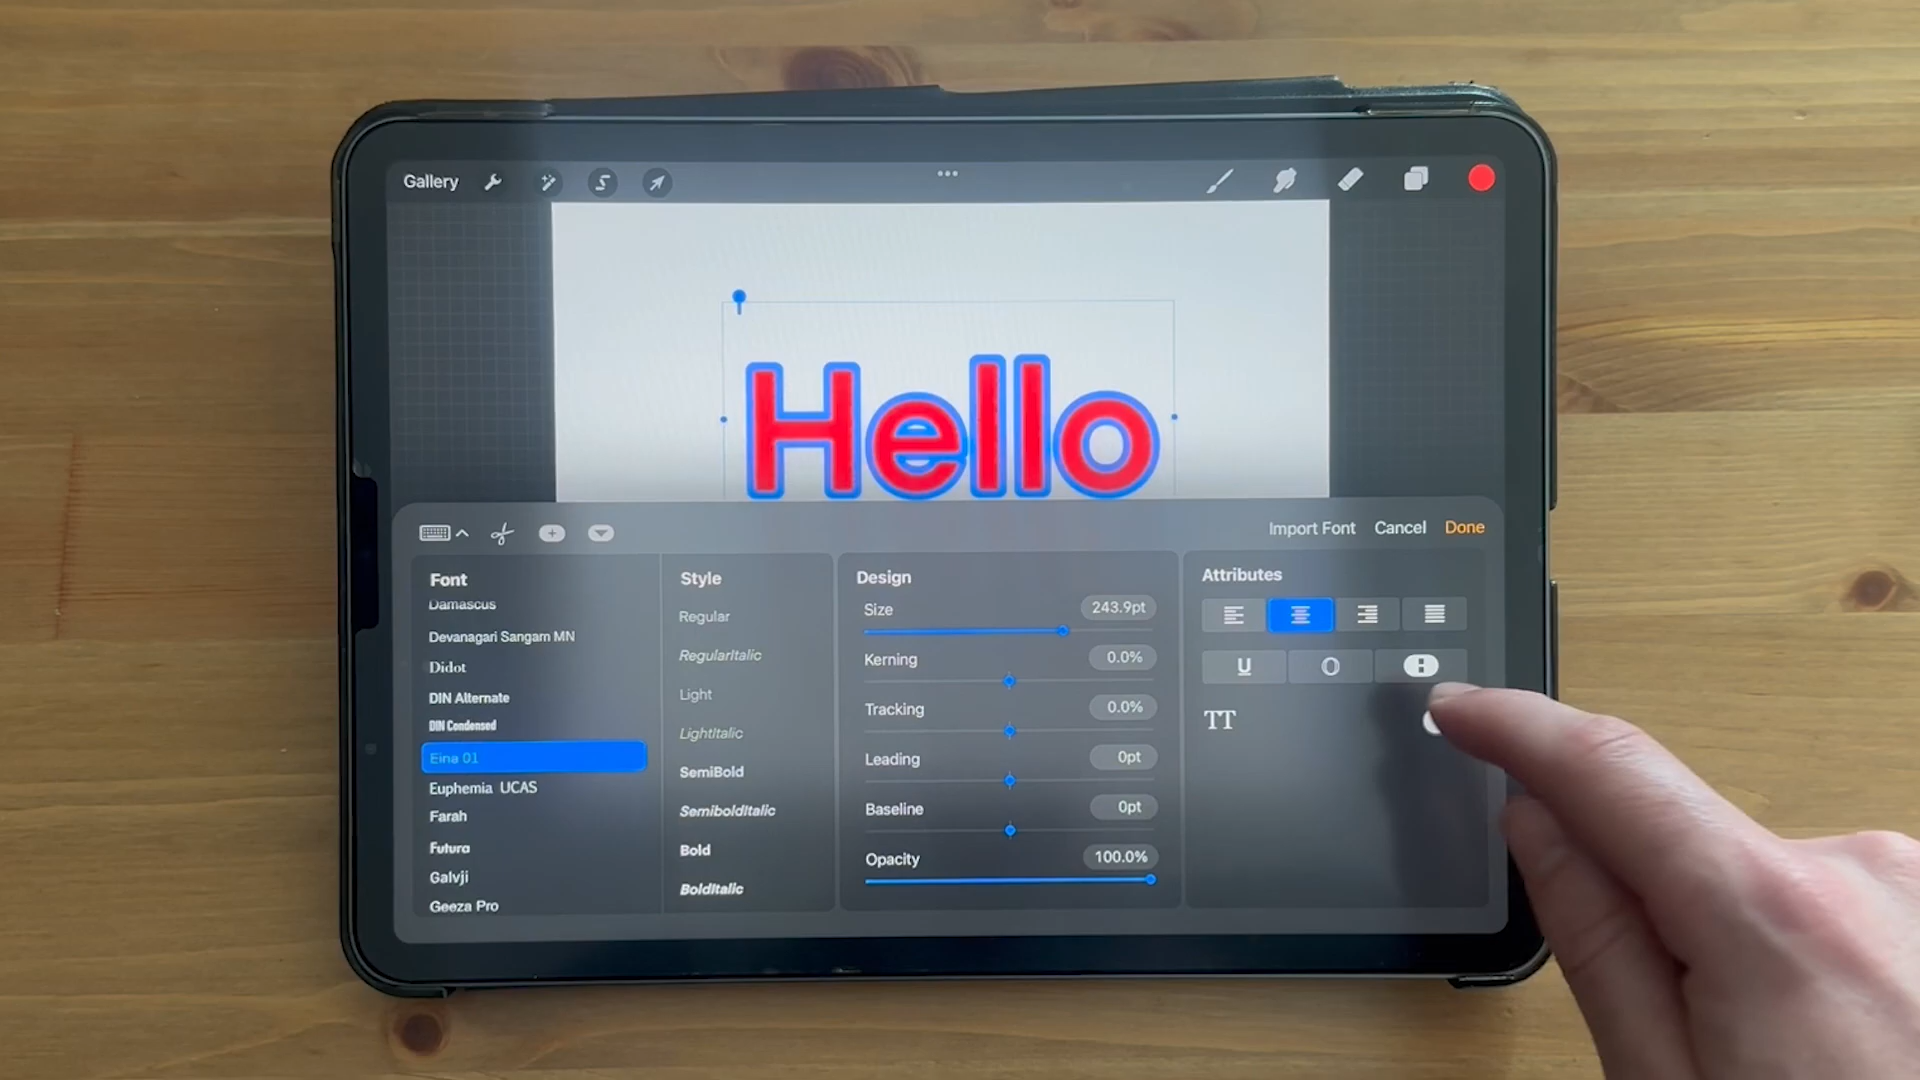 Gallery
Hello
Import Font Cancel Done
Font
Damascus
Devanagari Sangam MN
Didot
DIN Alternate
DIN Condensed
Eina 01
Euphemia UCAS
Farah
Futura
Galvji
Geeza Pro
Style
Regular
RegularItalic
Light
LightItalic
SemiBold
SemiboldItalic
Bold
BoldItalic
Design
Size 243.9pt
Kerning 0.0%
Tracking 0.0%
Leading 0pt
Baseline 0pt
Opacity 100.0%
Attributes
U O
TT